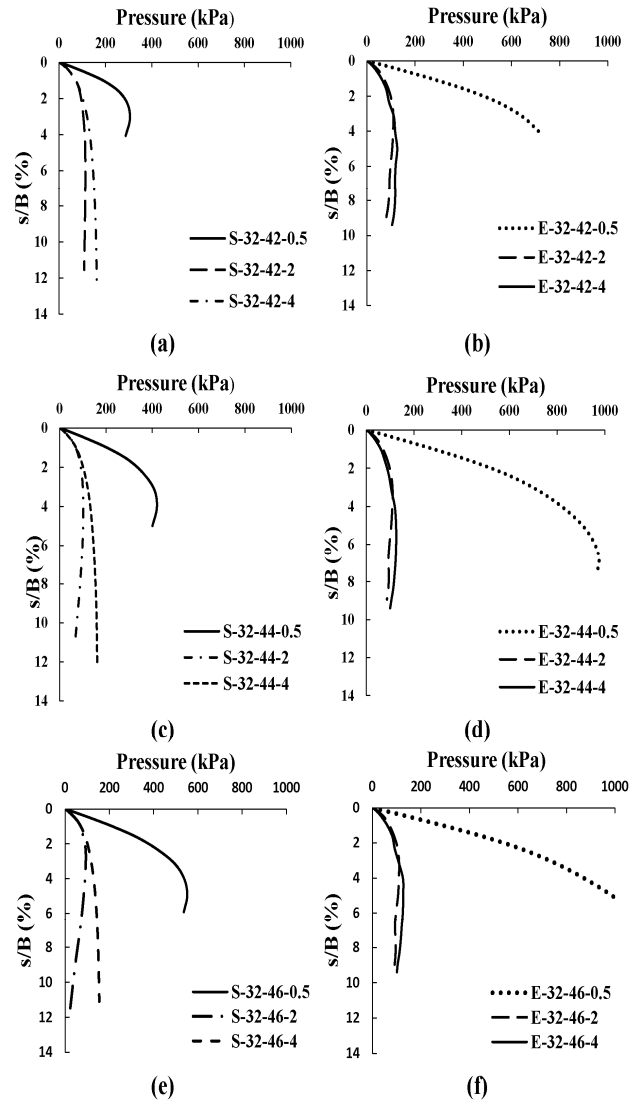 Pressure (kPa)
0 200 400 600 800 1000
0
2
4
6
8
10
12
14
s/B (%)
S-32-42-0.5
S-32-42-2
S-32-42-4
(a)
Pressure (kPa)
0 200 400 600 800 1000
0
2
4
6
8
10
12
14
s/B (%)
E-32-42-0.5
E-32-42-2
E-32-42-4
(b)
Pressure (kPa)
0 200 400 600 800 1000
0
2
4
6
8
10
12
14
s/B (%)
S-32-44-0.5
S-32-44-2
S-32-44-4
(c)
Pressure (kPa)
0 200 400 600 800 1000
0
2
4
6
8
10
12
14
s/B (%)
E-32-44-0.5
E-32-44-2
E-32-44-4
(d)
Pressure (kPa)
0 200 400 600 800 1000
0
2
4
6
8
10
12
14
s/B (%)
S-32-46-0.5
S-32-46-2
S-32-46-4
(e)
Pressure (kPa)
0 200 400 600 800 1000
0
2
4
6
8
10
12
14
s/B (%)
E-32-46-0.5
E-32-46-2
E-32-46-4
(f)